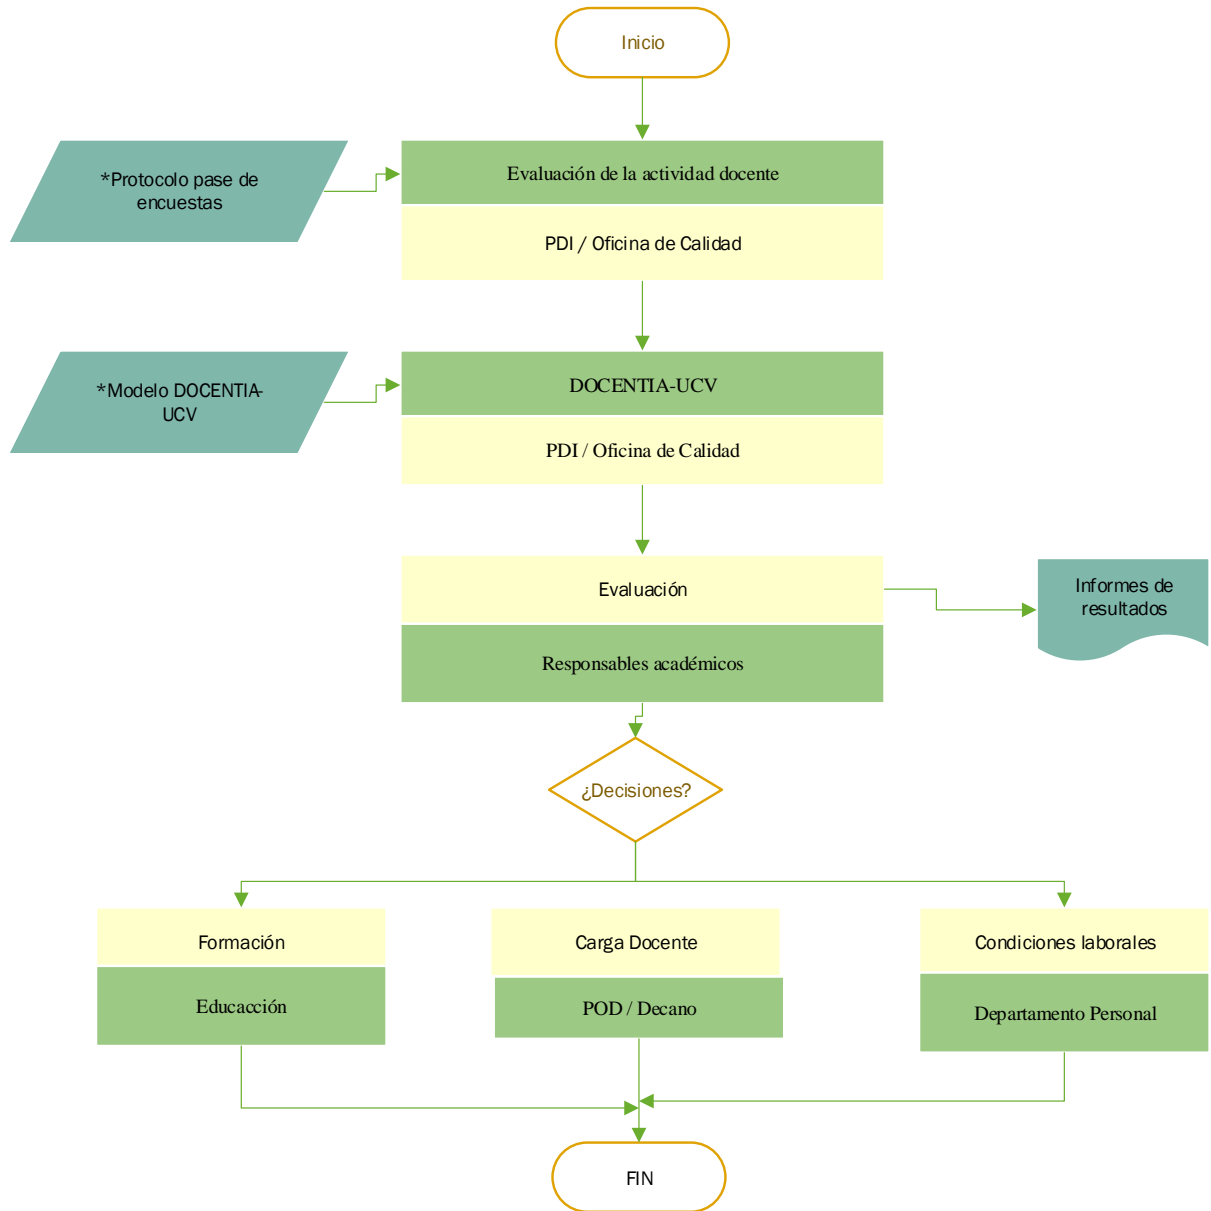 Inicio
*Protocolo pase de
encuestas
Evaluación de la actividad docente
PDI / Oficina de Calidad
*Modelo DOCENTIA-
UCV
DOCENTIA-UCV
PDI / Oficina de Calidad
Evaluación
Responsables académicos
Informes de
resultados
¿Decisiones?
Formación
Educacción
Carga Docente
POD / Decano
Condiciones laborales
Departamento Personal
FIN